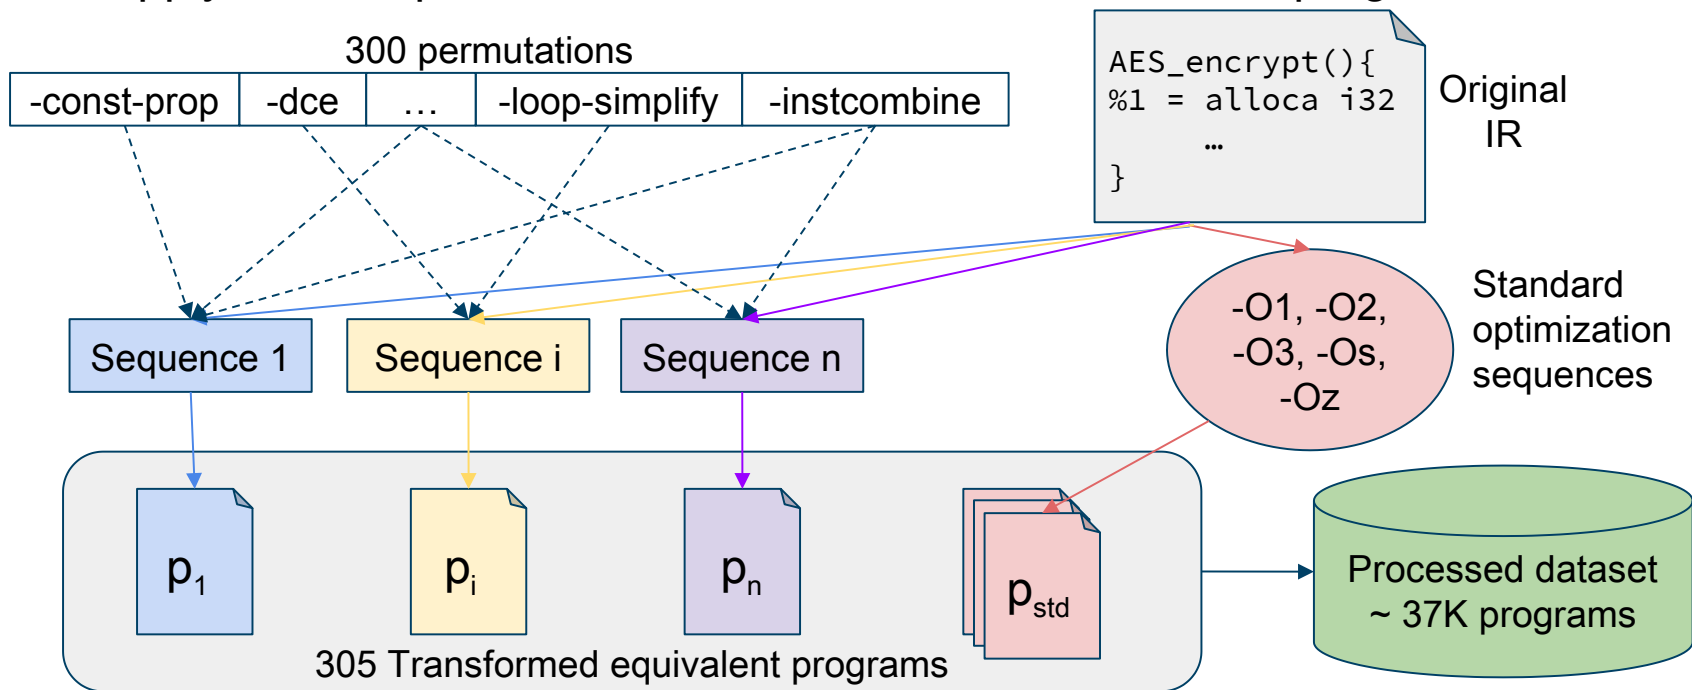 300 permutations
-const-prop -dce … -loop-simplify -instcombine
AES_encrypt(){
%1 = alloca i32
…
}
Original
IR
Sequence 1
Sequence i
Sequence n
-O1, -O2,
-O3, -Os,
-Oz
Standard
optimization
sequences
p1
pi
pn
pstd
305 Transformed equivalent programs
Processed dataset
~ 37K programs